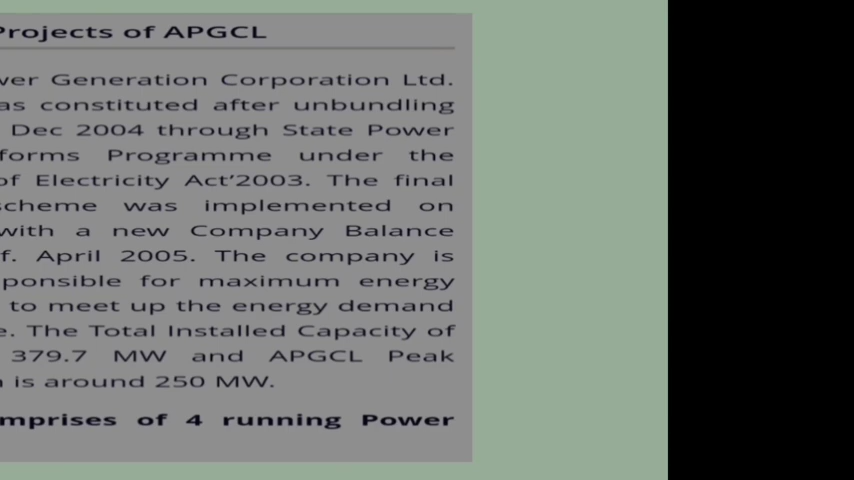 Projects of APGCL
wer Generation Corporation Ltd.
as constituted after unbundling
Dec 2004 through State Power
forms Programme under the
of Electricity Act'2003. The final
scheme was implemented on
with a new Company Balance
f. April 2005. The company is
ponsible for maximum energy
to meet up the energy demand
e. The Total Installed Capacity of
379.7 MW and APGCL Peak
is around 250 MW.
mprises of 4 running Power